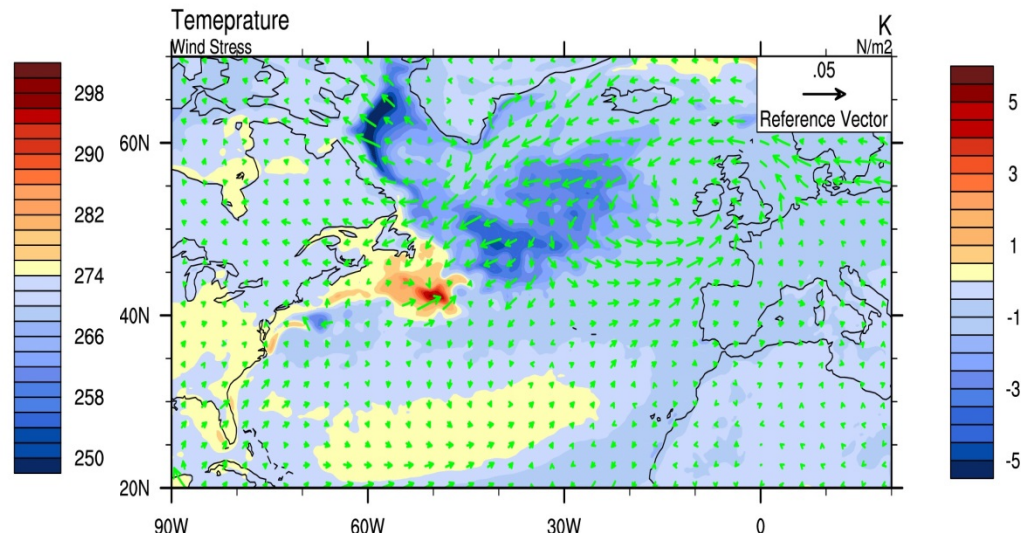 Temeprature K
Wind Stress N/m2
.05
Reference Vector
298
290
282
274
266
258
250
5
3
1
-1
-3
-5
60N
40N
20N
90W 60W 30W 0